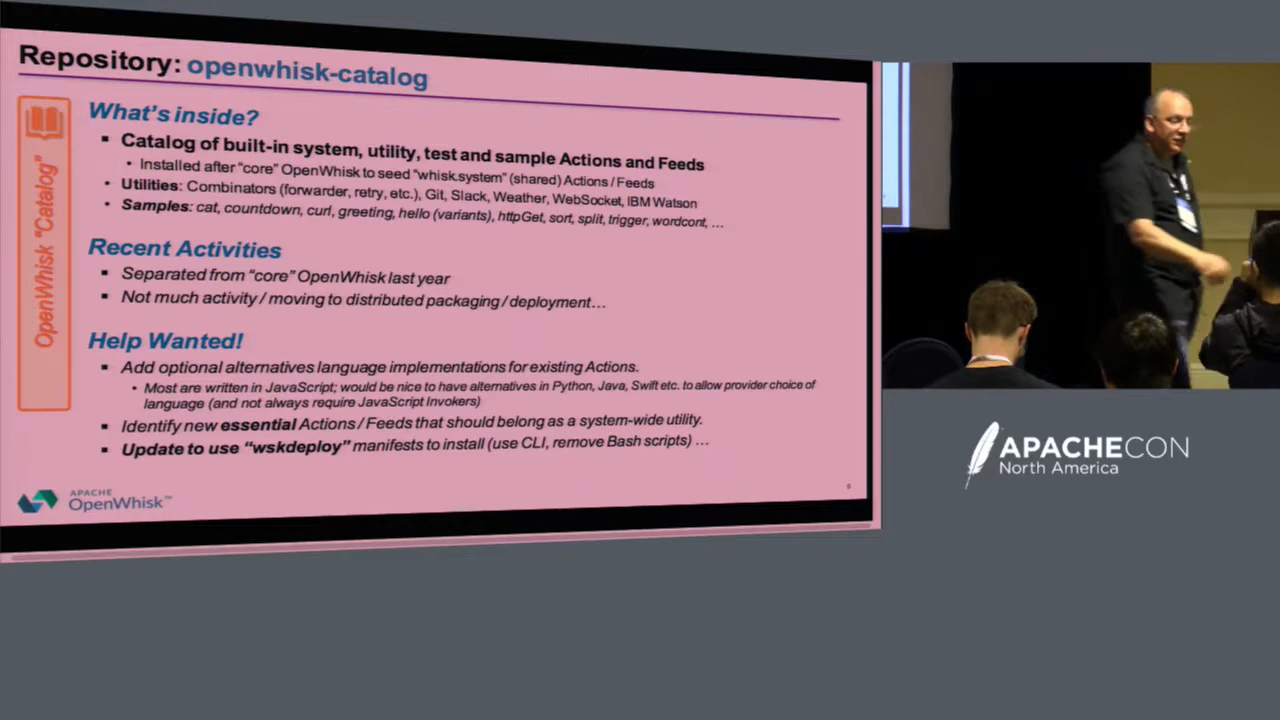 Repository: openwhisk-catalog
OpenWhisk "Catalog"
What's inside?
▪ Catalog of built-in system, utility, test and sample Actions and Feeds
• Installed after "core" OpenWhisk to seed "whisk.system" (shared) Actions / Feeds
• Utilities: Combinators (forwarder, retry, etc.), Git, Slack, Weather, WebSocket, IBM Watson
• Samples: cat, countdown, curl, greeting, hello (variants), httpGet, sort, split, trigger, wordcont, …
Recent Activities
▪ Separated from "core" OpenWhisk last year
▪ Not much activity / moving to distributed packaging / deployment…
Help Wanted!
▪ Add optional alternatives language implementations for existing Actions.
• Most are written in JavaScript; would be nice to have alternatives in Python, Java, Swift etc. to allow provider choice of
language (and not always require JavaScript Invokers)
▪ Identify new essential Actions / Feeds that should belong as a system-wide utility.
▪ Update to use "wskdeploy" manifests to install (use CLI, remove Bash scripts) …
APACHE
OpenWhisk™
9
APACHECON
North America